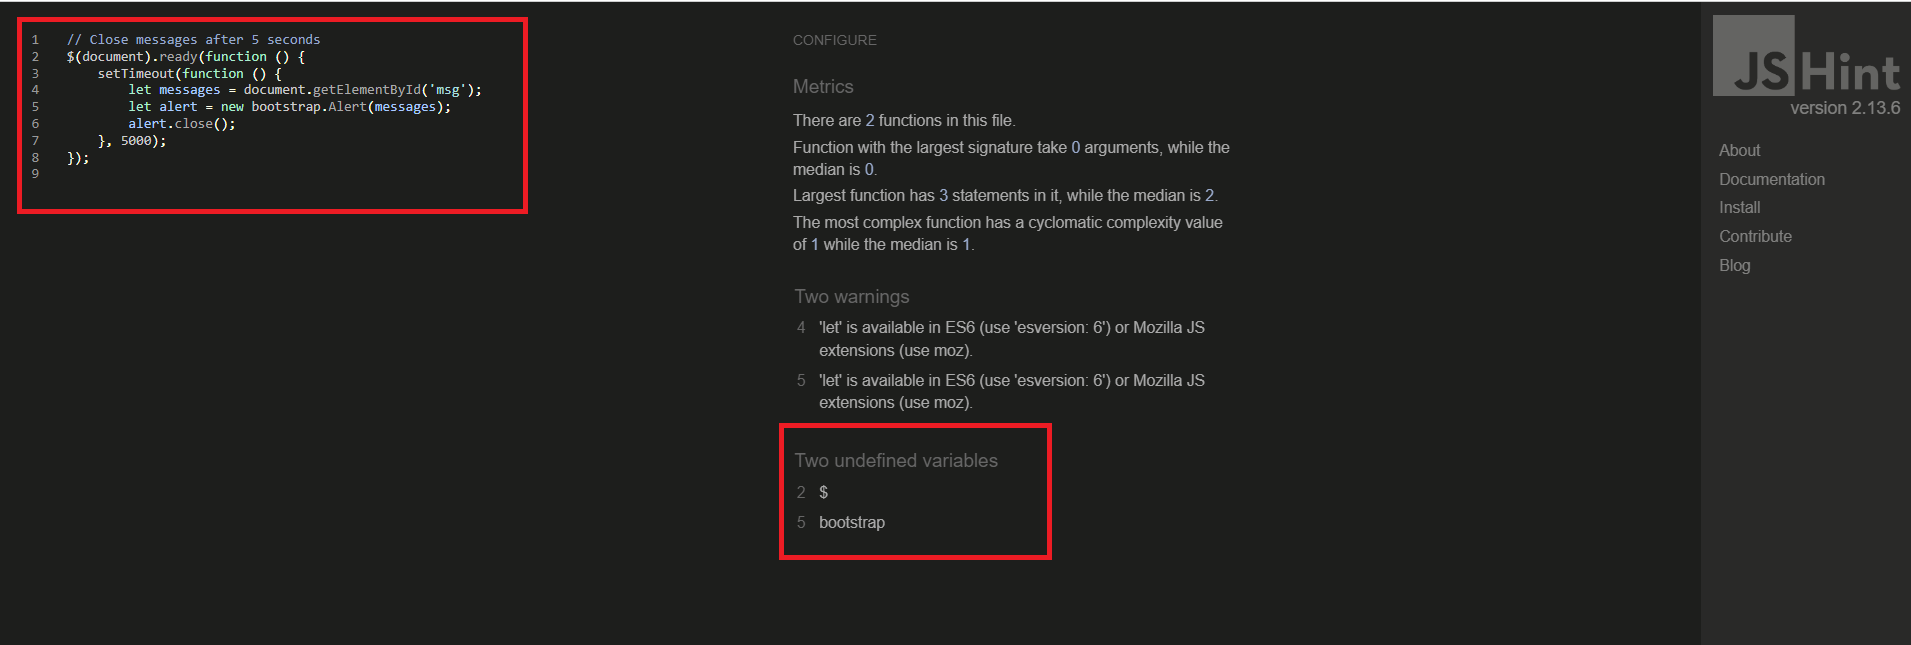 1 // Close messages after 5 seconds
2 $(document).ready(function () {
3 setTimeout(function () {
4 let messages = document.getElementById('msg');
5 let alert = new bootstrap.Alert(messages);
6 alert.close();
7 }, 5000);
8 });
9
CONFIGURE
Metrics
There are 2 functions in this file.
Function with the largest signature take 0 arguments, while the
median is 0.
Largest function has 3 statements in it, while the median is 2.
The most complex function has a cyclomatic complexity value
of 1 while the median is 1.
Two warnings
4 'let' is available in ES6 (use 'esversion: 6') or Mozilla JS
extensions (use moz).
5 'let' is available in ES6 (use 'esversion: 6') or Mozilla JS
extensions (use moz).
Two undefined variables
2 $
5 bootstrap
JSHint
version 2.13.6
About
Documentation
Install
Contribute
Blog